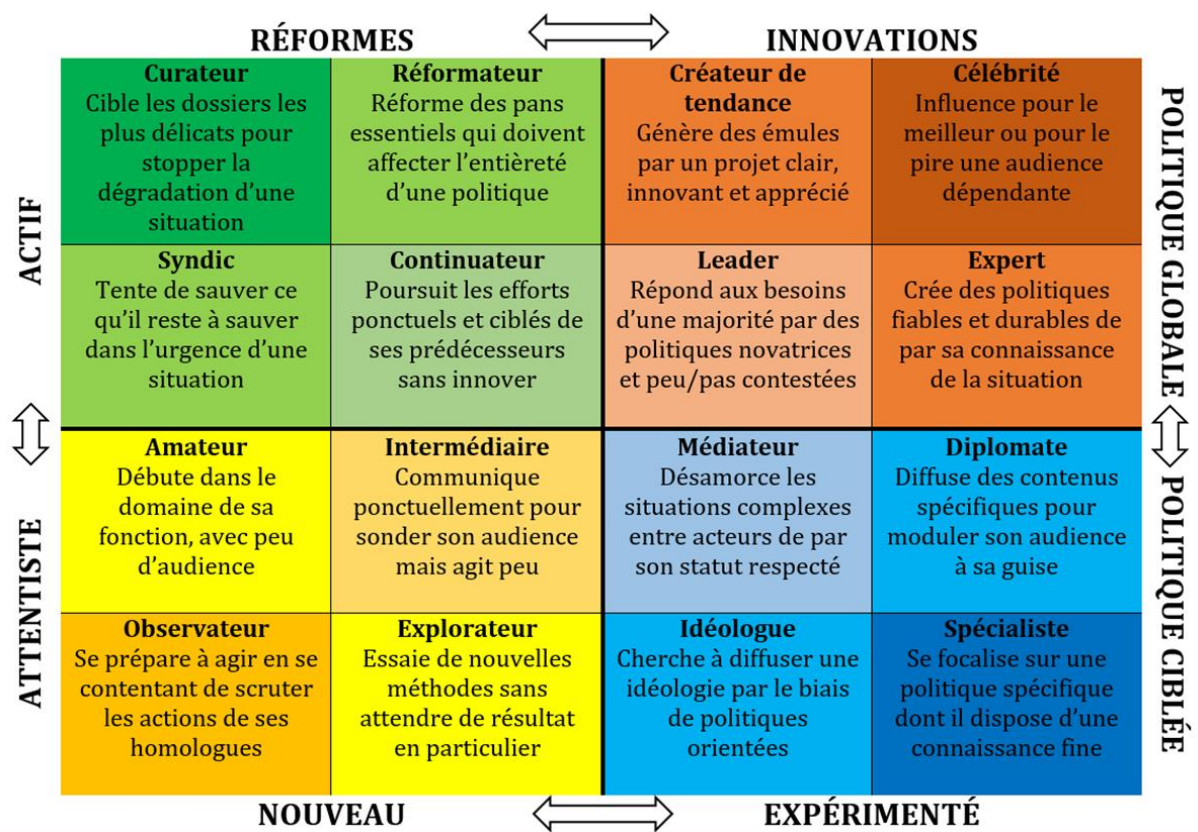 RÉFORMES
INNOVATIONS
Curateur
Cible les dossiers les
plus délicats pour
stopper la
dégradation d’une
situation
Réformateur
Réforme des pans
essentiels qui doivent
affecter l’entièreté
d’une politique
Créateur de
tendance
Génère des émules
par un projet clair,
innovant et apprécié
Célébrité
Influence pour le
meilleur ou pour le
pire une audience
dépendante
Syndic
Tente de sauver ce
qu’il reste à sauver
dans l’urgence d’une
situation
Continuateur
Poursuit les efforts
ponctuels et ciblés de
ses prédécesseurs
sans innover
Leader
Répond aux besoins
d’une majorité par des
politiques novatrices
et peu/pas contestées
Expert
Crée des politiques
fiables et durables de
par sa connaissance
de la situation
Amateur
Débute dans le
domaine de sa
fonction, avec peu
d’audience
Intermédiaire
Communique
ponctuellement pour
sonder son audience
mais agit peu
Médiateur
Désamorce les
situations complexes
entre acteurs de par
son statut respecté
Diplomate
Diffuse des contenus
spécifiques pour
moduler son audience
à sa guise
Observateur
Se prépare à agir en se
contentant de scruter
les actions de ses
homologues
Explorateur
Essaie de nouvelles
méthodes sans
attendre de résultat
en particulier
Idéologue
Cherche à diffuser une
idéologie par le biais
de politiques
orientées
Spécialiste
Se focalise sur une
politique spécifique
dont il dispose d’une
connaissance fine
ACTIF
ATTENTISTE
POLITIQUE GLOBALE
POLITIQUE CIBLÉE
NOUVEAU
EXPÉRIMENTÉ